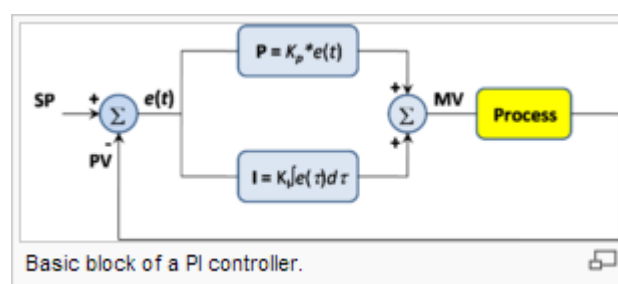 P = Kp*e(t)
SP
+
Σ
e(t)
-
PV
+
Σ
+
MV
Process
I = KI∫e(τ)dτ
Basic block of a PI controller.